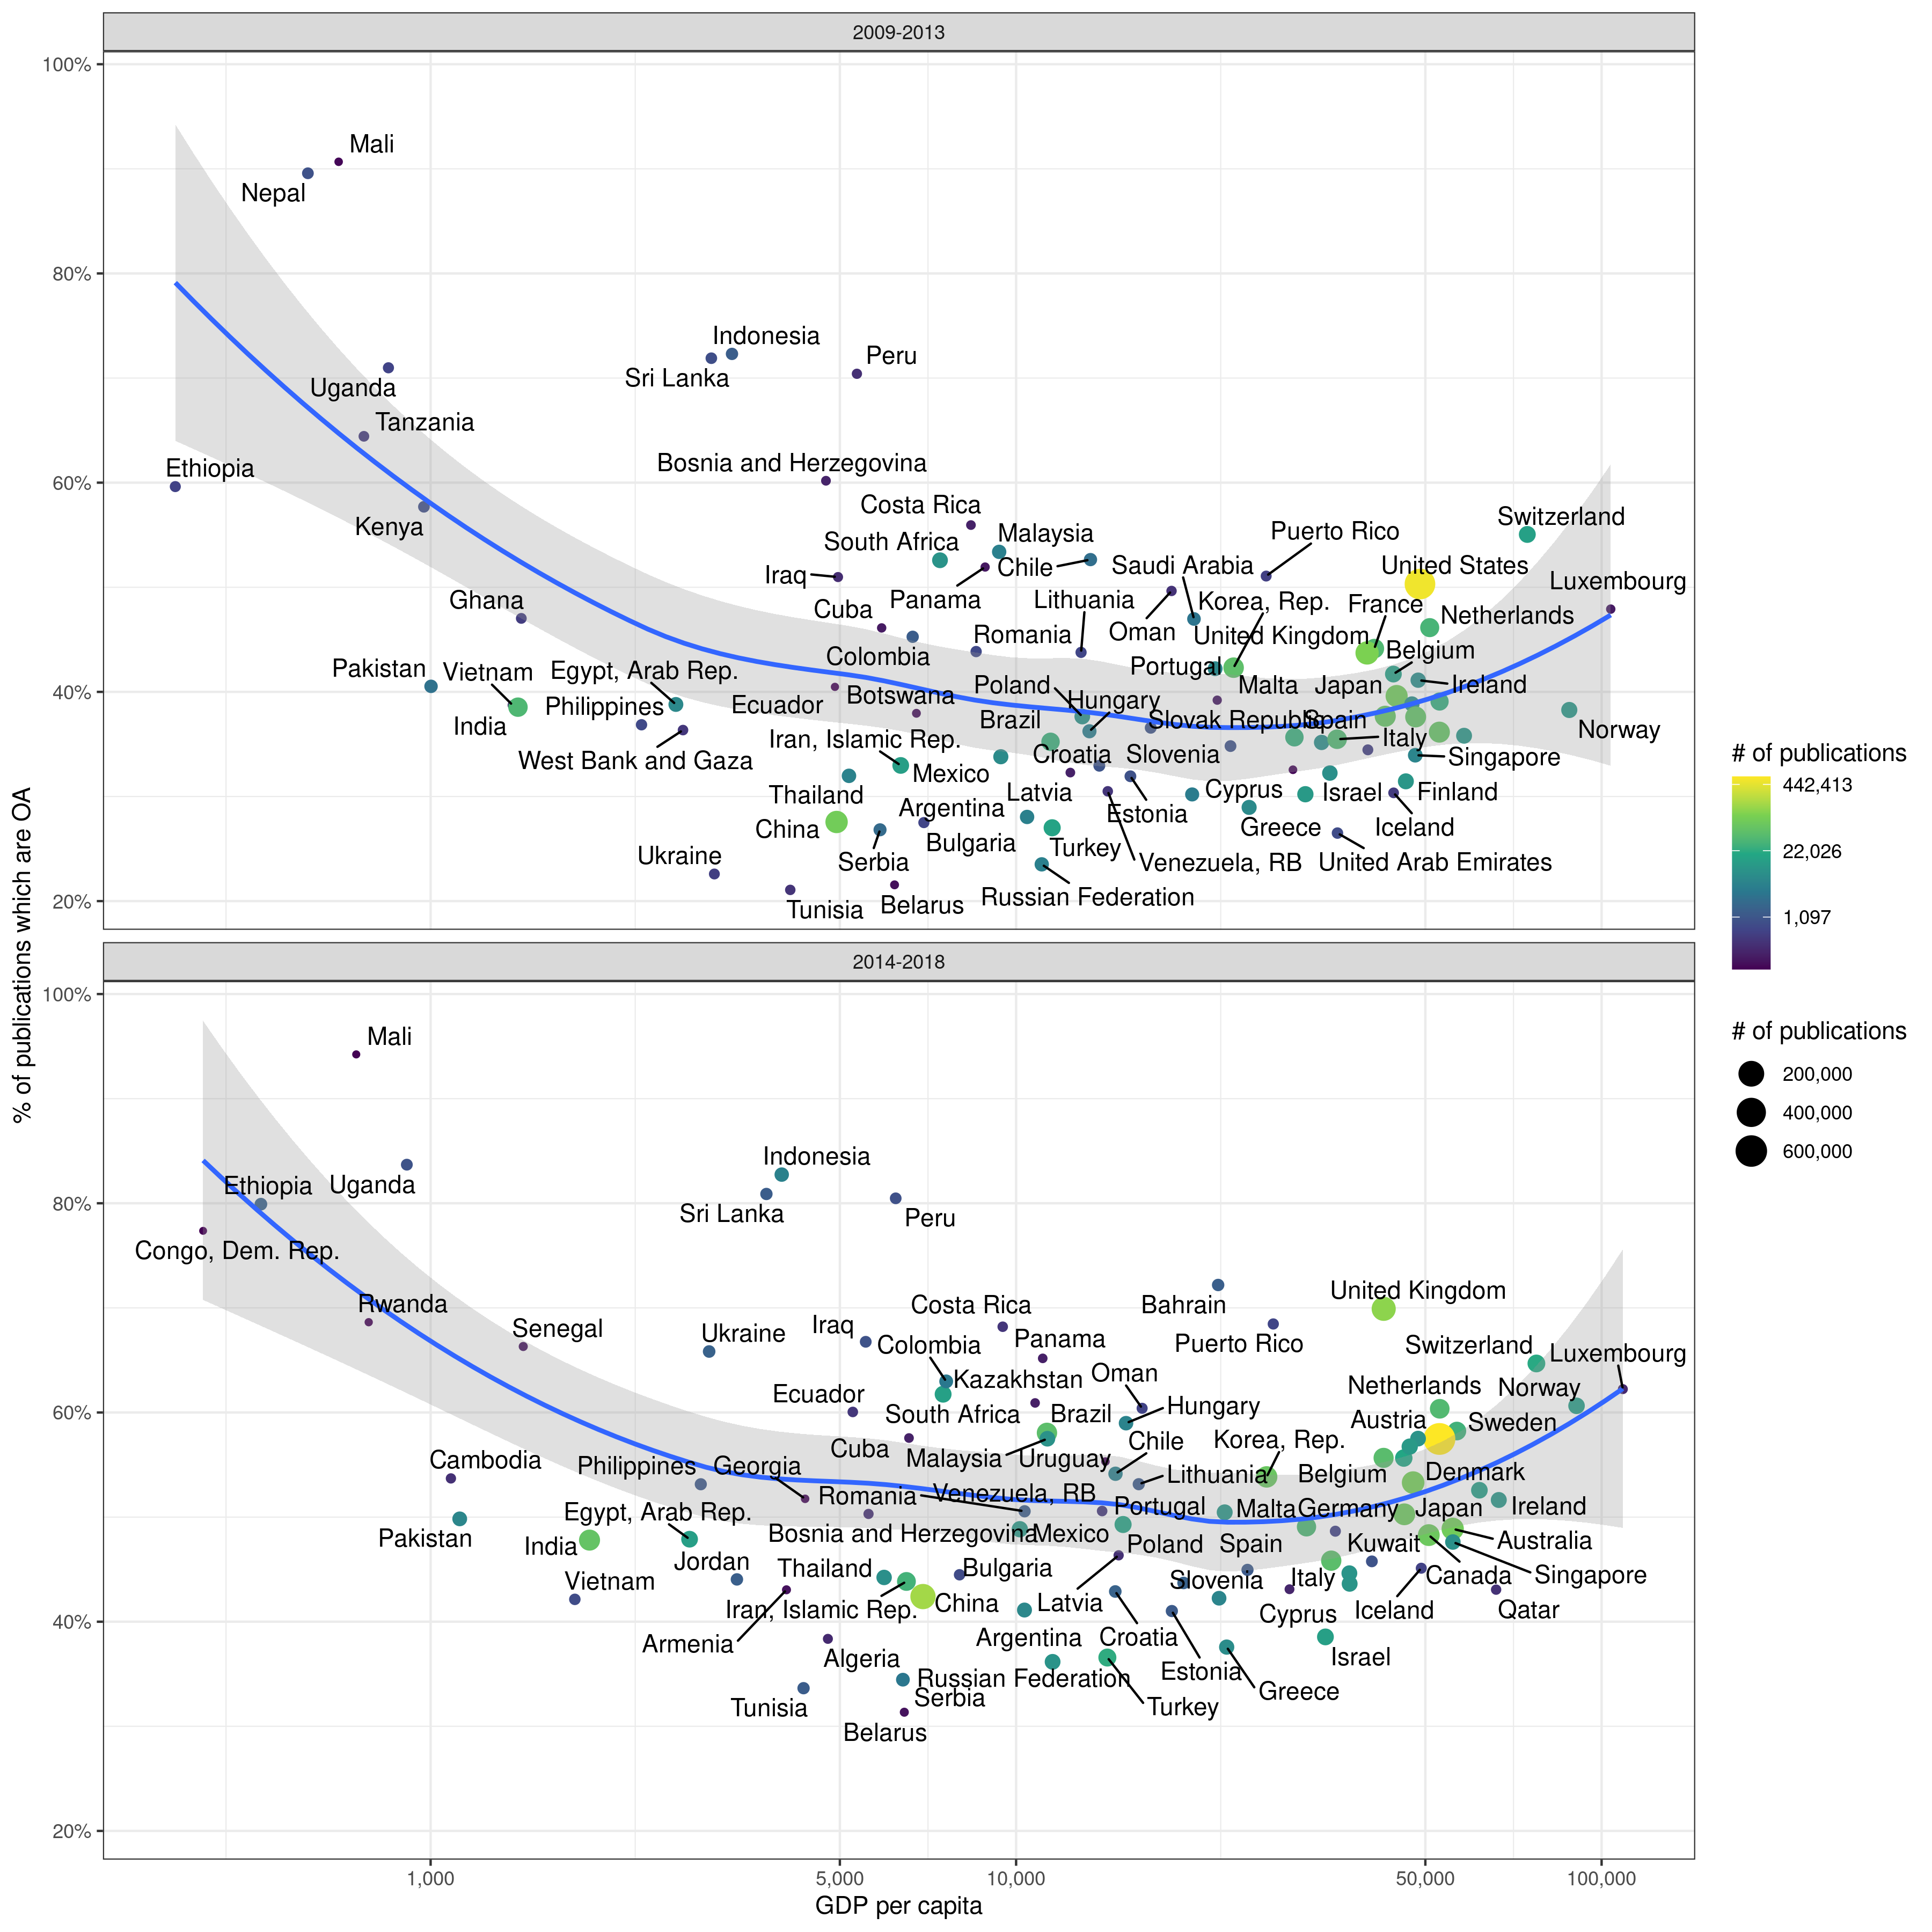 2009-2013
100%
Mali
Nepal
80%
Indonesia
Peru
Sri Lanka
Uganda
Tanzania
Bosnia and Herzegovina
Ethiopia
60%
Costa Rica
Switzerland
Kenya
Puerto Rico
Malaysia
South Africa
Saudi Arabia
United States
Chile
Iraq
Luxembourg
Ghana
Panama
Lithuania
Korea, Rep.
France
Cuba
Netherlands
Oman
Romania
United Kingdom
Belgium
Colombia
Pakistan
Vietnam
Egypt, Arab Rep.
Portugal
40%
Poland
Malta
Japan
Ireland
Botswana
Hungary
Ecuador
Philippines
Brazil
Slovak Republic
Spain
India
Norway
Iran, Islamic Rep.
Italy
Croatia
Slovenia
West Bank and Gaza
Singapore
Mexico
Thailand
Latvia
Cyprus
Israel
Finland
Argentina
Estonia
China
Greece
Iceland
Bulgaria
Turkey
Ukraine
Serbia
Venezuela, RB
United Arab Emirates
Russian Federation
20%
Tunisia
Belarus
2014-2018
100%
Mali
Indonesia
Ethiopia
Uganda
80%
Sri Lanka
Peru
Congo, Dem. Rep.
United Kingdom
Rwanda
Costa Rica
Bahrain
Senegal
Ukraine
Iraq
Panama
Colombia
Puerto Rico
Switzerland
Luxembourg
Oman
Kazakhstan
Netherlands
Norway
Ecuador
60%
Hungary
South Africa
Brazil
Austria
Sweden
Cuba
Chile
Korea, Rep.
Cambodia
Malaysia
Uruguay
Philippines
Georgia
Lithuania
Belgium
Denmark
Romania
Venezuela, RB
Portugal
Malta
Germany
Japan
Ireland
Egypt, Arab Rep.
Pakistan
Bosnia and Herzegovina
Mexico
India
Poland
Spain
Kuwait
Australia
Jordan
Thailand
Bulgaria
Vietnam
Slovenia
Italy
Canada
Singapore
Latvia
Iran, Islamic Rep.
China
Cyprus
Iceland
Qatar
40%
Armenia
Argentina
Croatia
Algeria
Israel
Estonia
Russian Federation
Greece
Serbia
Tunisia
Turkey
Belarus
20%
1,000
5,000
10,000
50,000
100,000
GDP per capita
% of publications which are OA
# of publications
442,413
22,026
1,097
# of publications
200,000
400,000
600,000